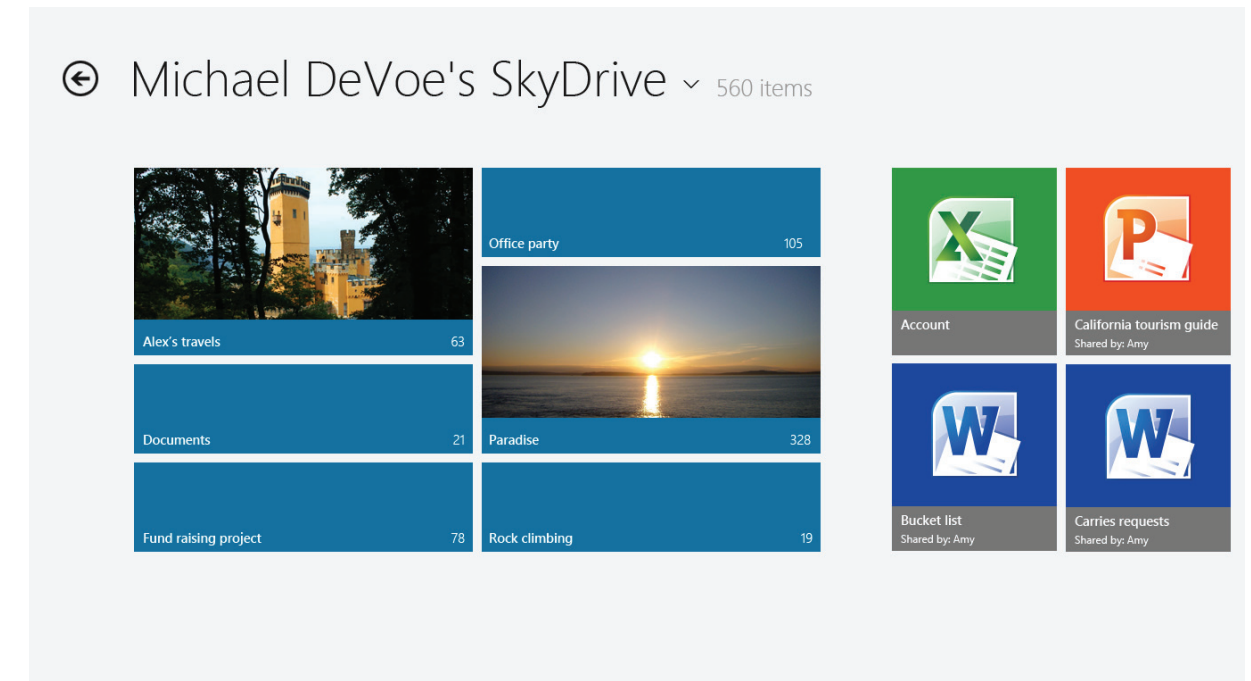 Michael DeVoe's SkyDrive 560 items
Alex's travels 63
Documents 21
Fund raising project 78
Office party 105
Paradise 328
Rock climbing 19
X
Account
P
California tourism guide
Shared by: Amy
W
Bucket list
Shared by: Amy
W
Carries requests
Shared by: Amy